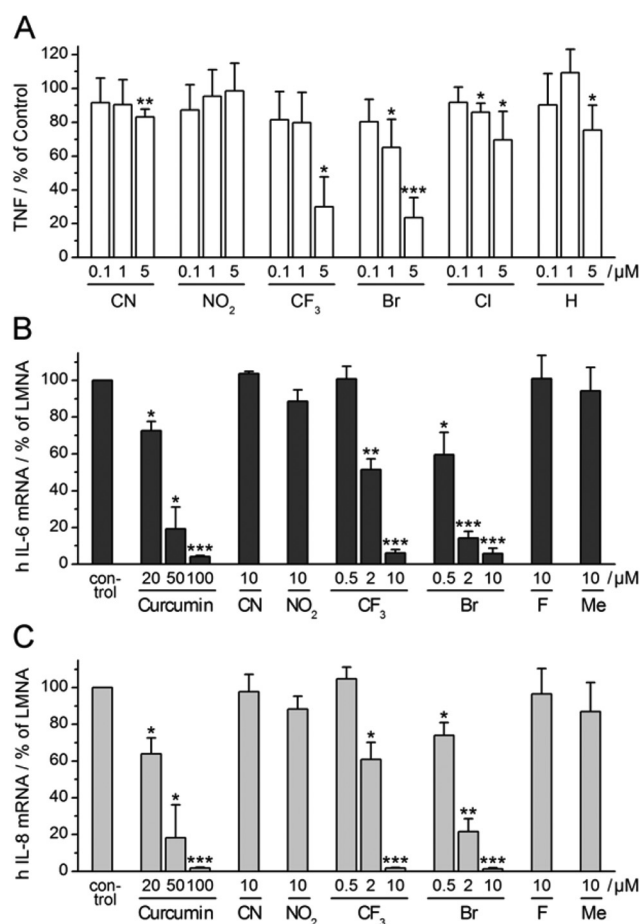 A
TNF / % of Control
120
100
80
60
40
20
0
** * * *** * * *
0.1 1 5 0.1 1 5 0.1 1 5 0.1 1 5 0.1 1 5 0.1 1 5 /µM
CN NO2 CF3 Br Cl H
B
h IL-6 mRNA / % of LMNA
100
80
60
40
20
0
* * *** ** *** * *** ***
con-
trol
20 50 100 10 10 0.5 2 10 0.5 2 10 10 10 /µM
Curcumin CN NO2 CF3 Br F Me
C
h IL-8 mRNA / % of LMNA
100
80
60
40
20
0
* * *** * *** * ** ***
con-
trol
20 50 100 10 10 0.5 2 10 0.5 2 10 10 10 /µM
Curcumin CN NO2 CF3 Br F Me